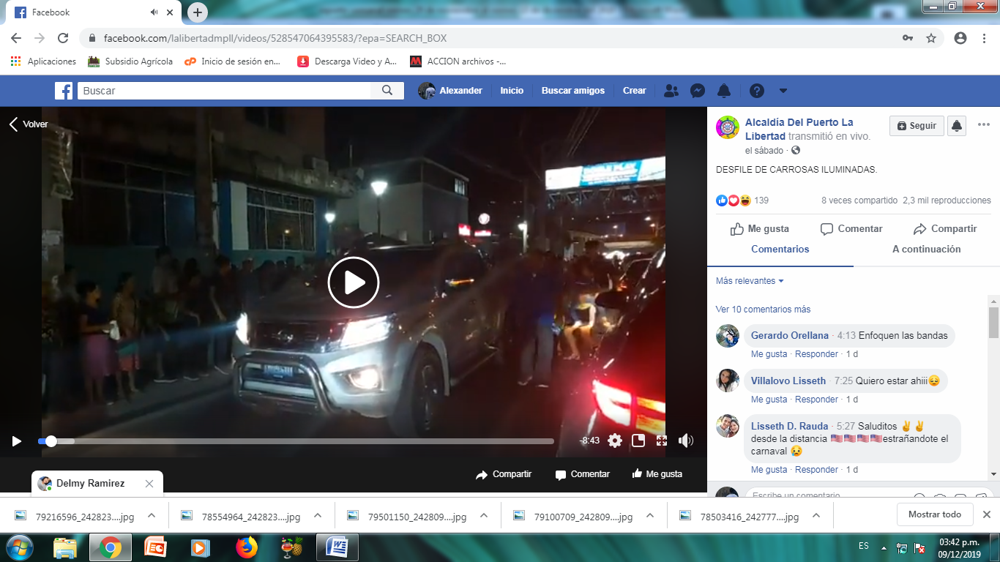 Facebook
facebook.com/lalibertadmpll/videos/528547064395583/?epa=SEARCH_BOX
Aplicaciones Subsidio Agrícola Inicio de sesión en... Descarga Video y A... ACCION archivos -...
Buscar Alexander Inicio Buscar amigos Crear
Volver
Alcaldía Del Puerto La
Libertad transmitió en vivo.
el sábado ·
Seguir
DESFILE DE CARROSAS ILUMINADAS.
139 8 veces compartido 2,3 mil reproducciones
Me gusta Comentar Compartir
Comentarios A continuación
Más relevantes
Ver 10 comentarios más
Gerardo Orellana · 4:13 Enfoquen las bandas
Me gusta · Responder · 1 d
Villalovo Lisseth · 7:25 Quiero estar ahiii😔
Me gusta · Responder · 1 d
Lisseth D. Rauda · 5:27 Saluditos ✌️✌️
desde la distancia 🇺🇸🇺🇸🇺🇸🇺🇸estrañandote el
carnaval 😥
Me gusta · Responder · 1 d
Escribe un comentario
-8:43
Compartir Comentar Me gusta
Delmy Ramirez
79216596_242823....jpg 78554964_242823....jpg 79501150_242809....jpg 79100709_242809....jpg 78503416_242777....jpg Mostrar todo
ES 03:42 p.m.
09/12/2019